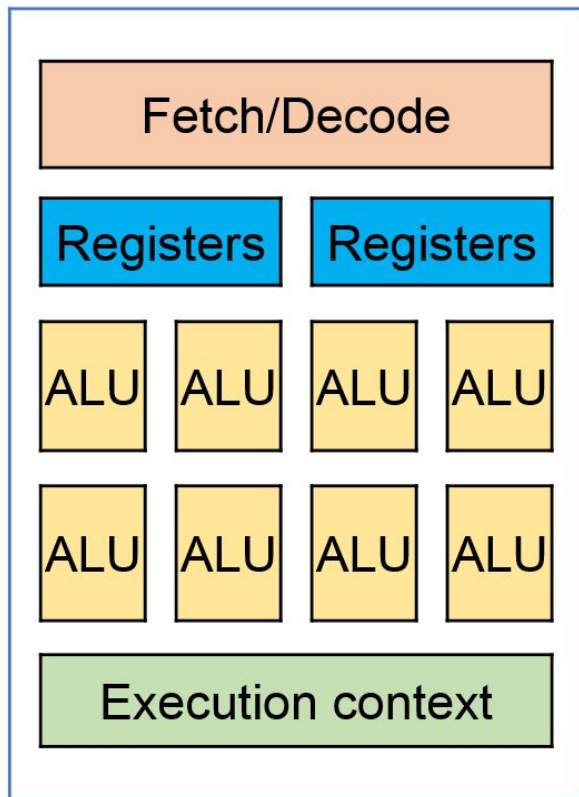 Fetch/Decode
Registers Registers
ALU ALU ALU ALU
ALU ALU ALU ALU
Execution context